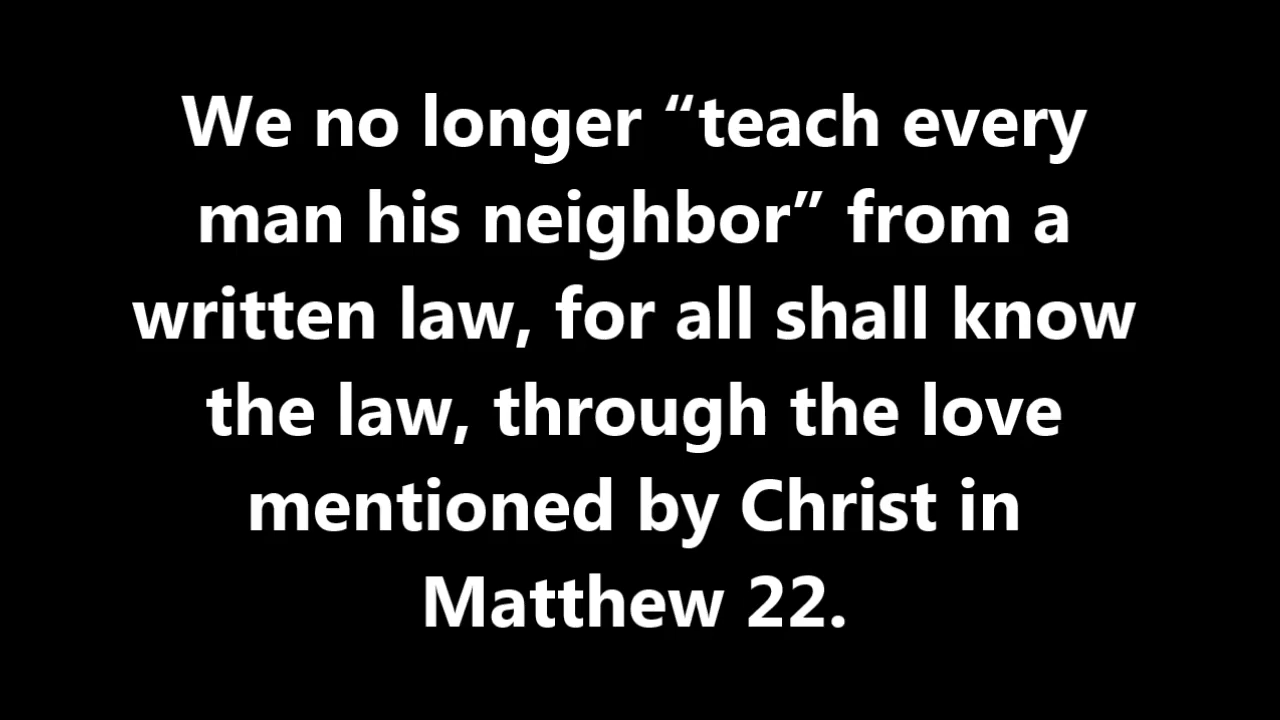 We no longer “teach every
man his neighbor” from a
written law, for all shall know
the law, through the love
mentioned by Christ in
Matthew 22.